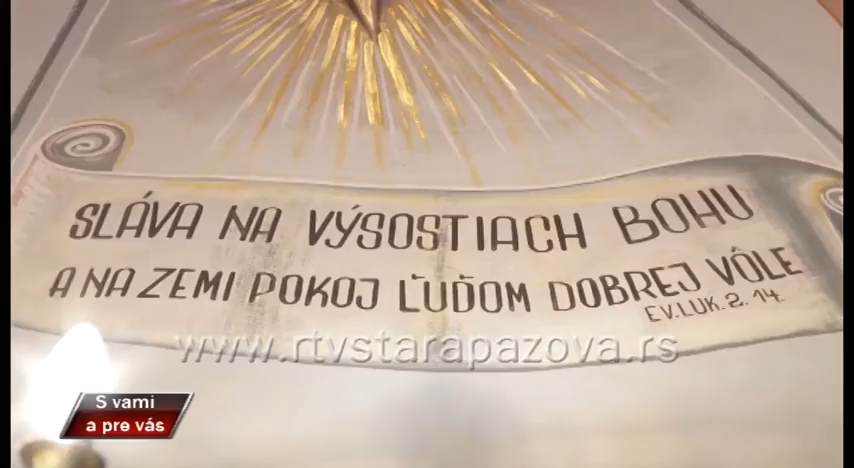 SLÁVA NA VÝSOSTIACH BOHU
A NA ZEMI POKOJ ĽUĎOM DOBREJ VÔLE
EV. LUK. 2. 14.
www.rtvstarapazova.rs
S vami
a pre vás